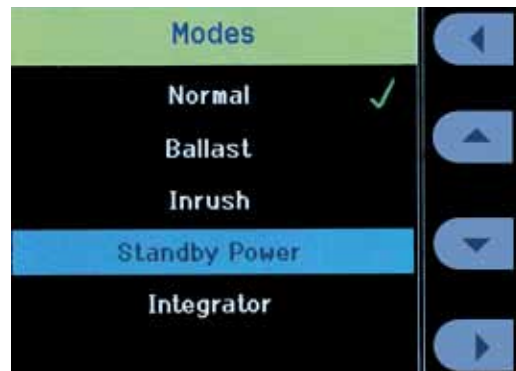 Modes
Normal
Ballast
Inrush
Standby Power
Integrator